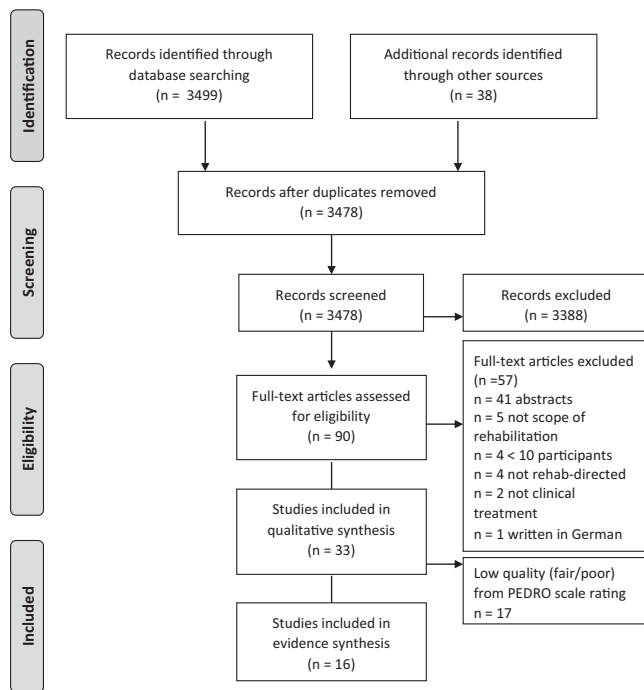 Identification
Records identified through
database searching
(n = 3499)
Additional records identified
through other sources
(n = 38)
Screening
Records after duplicates removed
(n = 3478)
Records screened
(n = 3478)
Records excluded
(n = 3388)
Eligibility
Full-text articles assessed
for eligibility
(n = 90)
Full-text articles excluded
(n =57)
n = 41 abstracts
n = 5 not scope of
rehabilitation
n = 4 < 10 participants
n = 4 not rehab-directed
n = 2 not clinical
treatment
n = 1 written in German
Studies included in
qualitative synthesis
(n = 33)
Included
Low quality (fair/poor)
from PEDRO scale rating
n = 17
Studies included in
evidence synthesis
(n = 16)